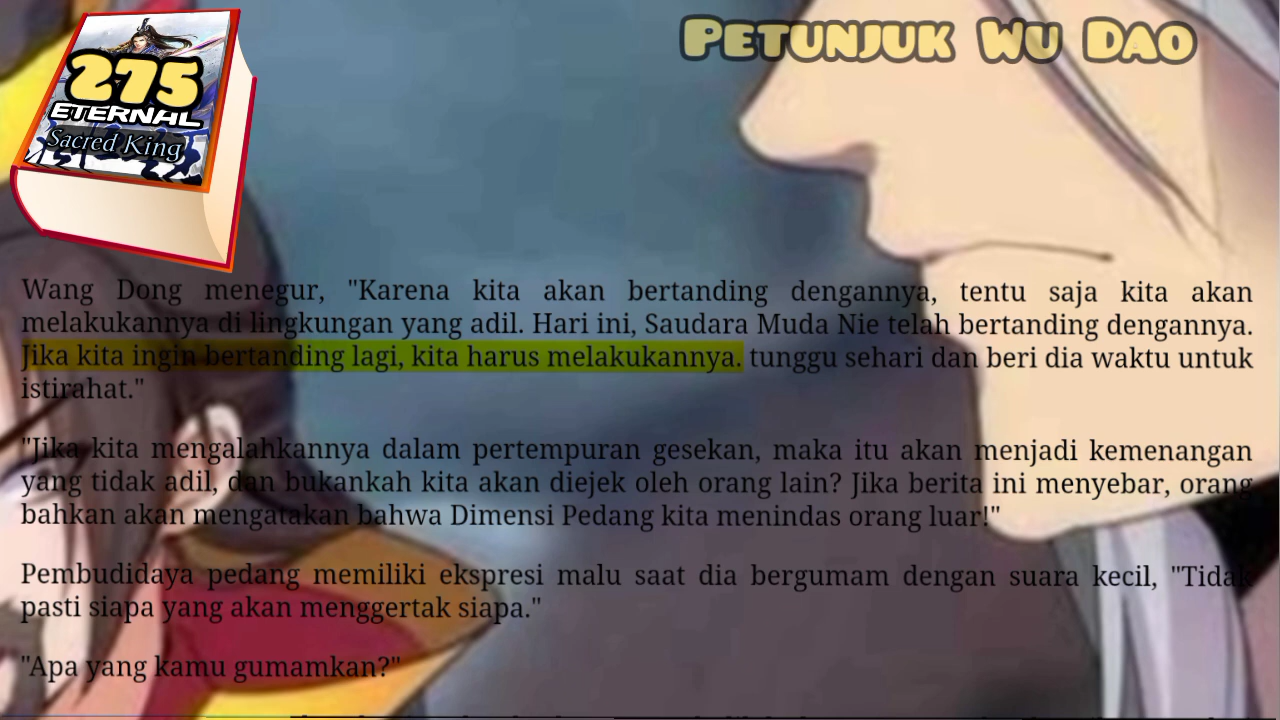 275
ETERNAL
Sacred King
Petunjuk Wu Dao
Wang Dong menegur, "Karena kita akan bertanding dengannya, tentu saja kita akan
melakukannya di lingkungan yang adil. Hari ini, Saudara Muda Nie telah bertanding dengannya.
Jika kita ingin bertanding lagi, kita harus melakukannya. tunggu sehari dan beri dia waktu untuk
istirahat."
"Jika kita mengalahkannya dalam pertempuran gesekan, maka itu akan menjadi kemenangan
yang tidak adil, dan bukankah kita akan diejek oleh orang lain? Jika berita ini menyebar, orang
bahkan akan mengatakan bahwa Dimensi Pedang kita menindas orang luar!"
Pembudidaya pedang memiliki ekspresi malu saat dia bergumam dengan suara kecil, "Tidak
pasti siapa yang akan menggertak siapa."
"Apa yang kamu gumamkan?"